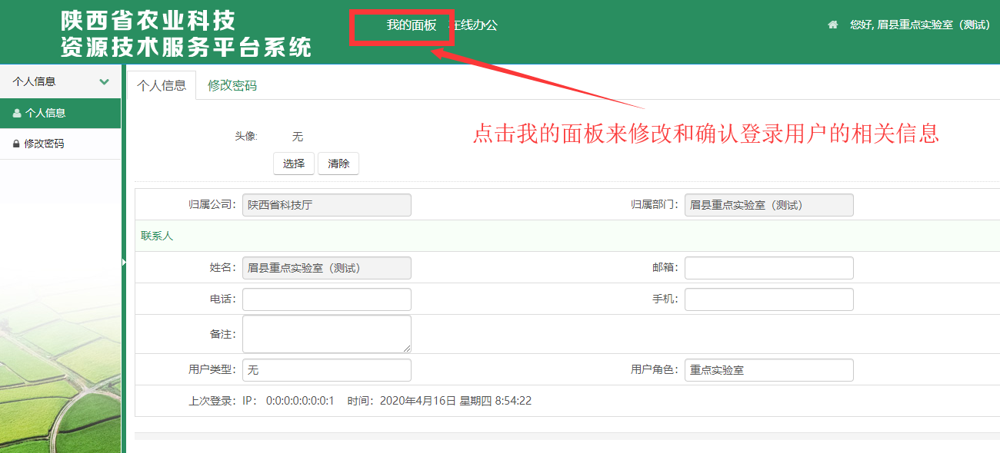 陕西省农业科技
资源技术服务平台系统
我的面板 在线办公
您好, 眉县重点实验室（测试）
个人信息
个人信息
修改密码
个人信息 修改密码
点击我的面板来修改和确认登录用户的相关信息
头像: 无
选择 清除
归属公司: 陕西省科技厅 归属部门: 眉县重点实验室（测试）
联系人
姓名: 眉县重点实验室（测试） 邮箱:
电话: 手机:
备注:
用户类型: 无 用户角色: 重点实验室
上次登录: IP: 0:0:0:0:0:0:0:1 时间: 2020年4月16日 星期四 8:54:22